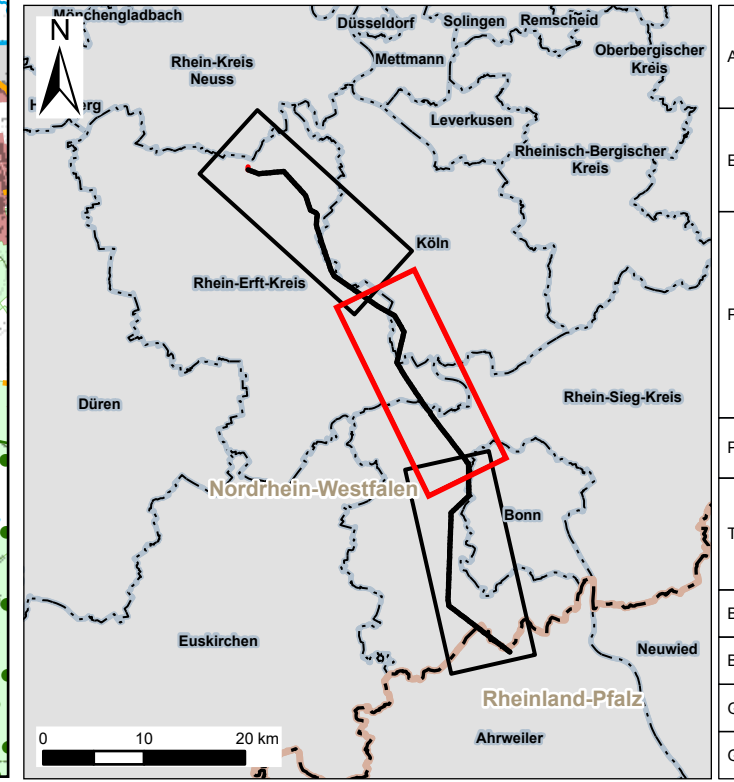 Mönchengladbach
Düsseldorf
Solingen
Remscheid
N
Rhein-Kreis
Neuss
Mettmann
Oberbergischer
Kreis
Leverkusen
Rheinisch-Bergischer
Kreis
Köln
Rhein-Erft-Kreis
Düren
Rhein-Sieg-Kreis
Nordrhein-Westfalen
Bonn
Euskirchen
Neuwied
Rheinland-Pfalz
Ahrweiler
0 10 20 km